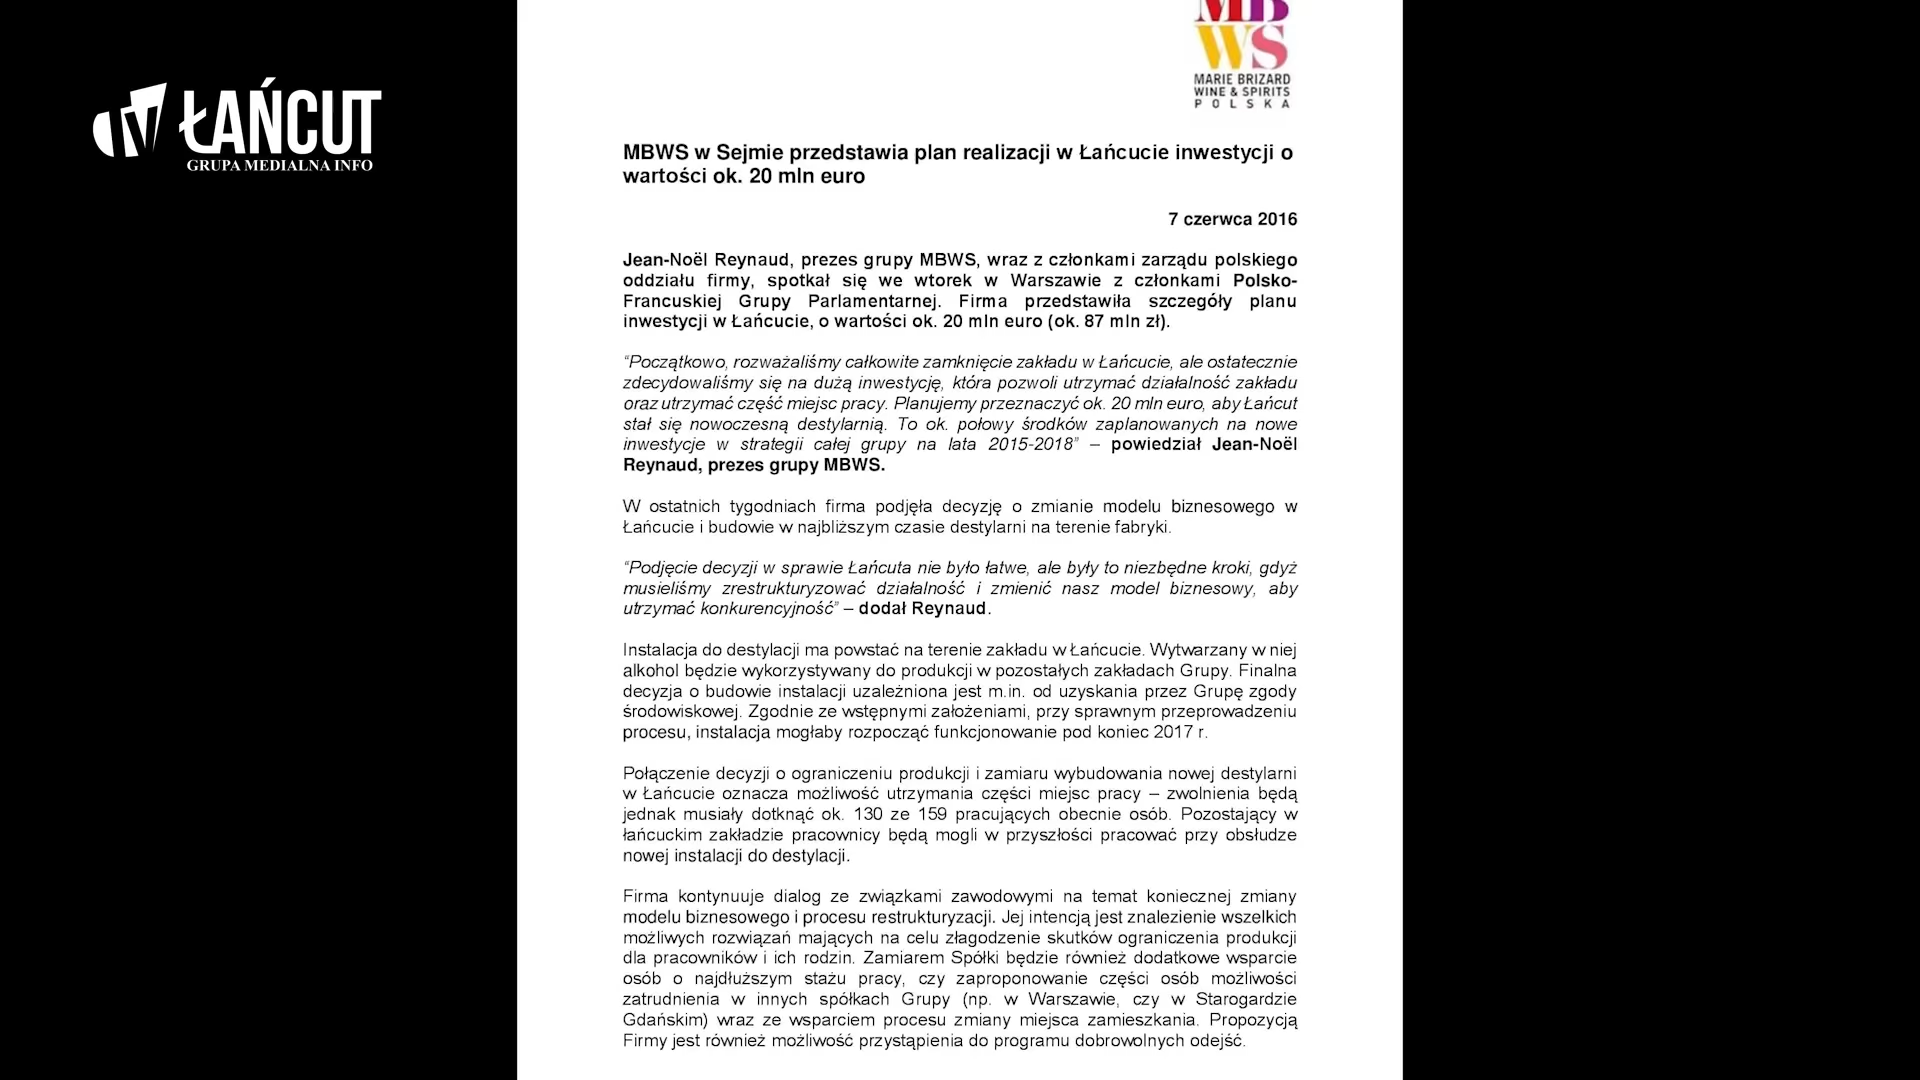 ŁAŃCUT
GRUPA MEDIALNA INFO
MB
WS
MARIE BRIZARD
WINE & SPIRITS
POLSKA
MBWS w Sejmie przedstawia plan realizacji w Łańcucie inwestycji o
wartości ok. 20 mln euro
7 czerwca 2016
Jean-Noël Reynaud, prezes grupy MBWS, wraz z członkami zarządu polskiego
oddziału firmy, spotkał się we wtorek w Warszawie z członkami Polsko-
Francuskiej Grupy Parlamentarnej. Firma przedstawiła szczegóły planu
inwestycji w Łańcucie, o wartości ok. 20 mln euro (ok. 87 mln zł).
“Początkowo, rozważaliśmy całkowite zamknięcie zakładu w Łańcucie, ale ostatecznie
zdecydowaliśmy się na dużą inwestycję, która pozwoli utrzymać działalność zakładu
oraz utrzymać część miejsc pracy. Planujemy przeznaczyć ok. 20 mln euro, aby Łańcut
stał się nowoczesną destylarnią. To ok. połowy środków zaplanowanych na nowe
inwestycje w strategii całej grupy na lata 2015-2018” – powiedział Jean-Noël
Reynaud, prezes grupy MBWS.
W ostatnich tygodniach firma podjęła decyzję o zmianie modelu biznesowego w
Łańcucie i budowie w najbliższym czasie destylarni na terenie fabryki.
“Podjęcie decyzji w sprawie Łańcuta nie było łatwe, ale były to niezbędne kroki, gdyż
musieliśmy zrestrukturyzować działalność i zmienić nasz model biznesowy, aby
utrzymać konkurencyjność” – dodał Reynaud.
Instalacja do destylacji ma powstać na terenie zakładu w Łańcucie. Wytwarzany w niej
alkohol będzie wykorzystywany do produkcji w pozostałych zakładach Grupy. Finalna
decyzja o budowie instalacji uzależniona jest m.in. od uzyskania przez Grupę zgody
środowiskowej. Zgodnie ze wstępnymi założeniami, przy sprawnym przeprowadzeniu
procesu, instalacja mogłaby rozpocząć funkcjonowanie pod koniec 2017 r.
Połączenie decyzji o ograniczeniu produkcji i zamiaru wybudowania nowej destylarni
w Łańcucie oznacza możliwość utrzymania części miejsc pracy – zwolnienia będą
jednak musiały dotknąć ok. 130 ze 159 pracujących obecnie osób. Pozostający w
łańcuckim zakładzie pracownicy będą mogli w przyszłości pracować przy obsłudze
nowej instalacji do destylacji.
Firma kontynuuje dialog ze związkami zawodowymi na temat koniecznej zmiany
modelu biznesowego i procesu restrukturyzacji. Jej intencją jest znalezienie wszelkich
możliwych rozwiązań mających na celu złagodzenie skutków ograniczenia produkcji
dla pracowników i ich rodzin. Zamiarem Spółki będzie również dodatkowe wsparcie
osób o najdłuższym stażu pracy, czy zaproponowanie części osób możliwości
zatrudnienia w innych spółkach Grupy (np. w Warszawie, czy w Starogardzie
Gdańskim) wraz ze wsparciem procesu zmiany miejsca zamieszkania. Propozycją
Firmy jest również możliwość przystąpienia do programu dobrowolnych odejść.